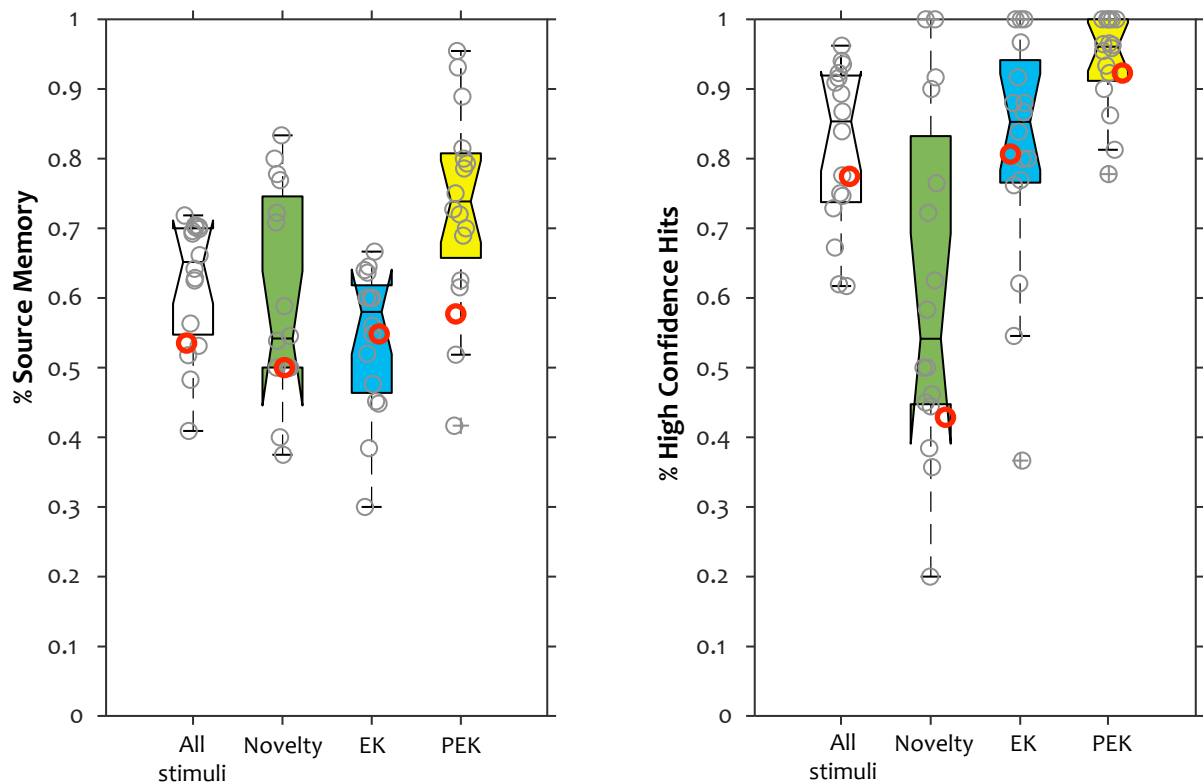 % Source Memory
1
0.9
0.8
0.7
0.6
0.5
0.4
0.3
0.2
0.1
0
All
stimuli
Novelty
EK
PEK
% High Confidence Hits
1
0.9
0.8
0.7
0.6
0.5
0.4
0.3
0.2
0.1
0
All
stimuli
Novelty
EK
PEK